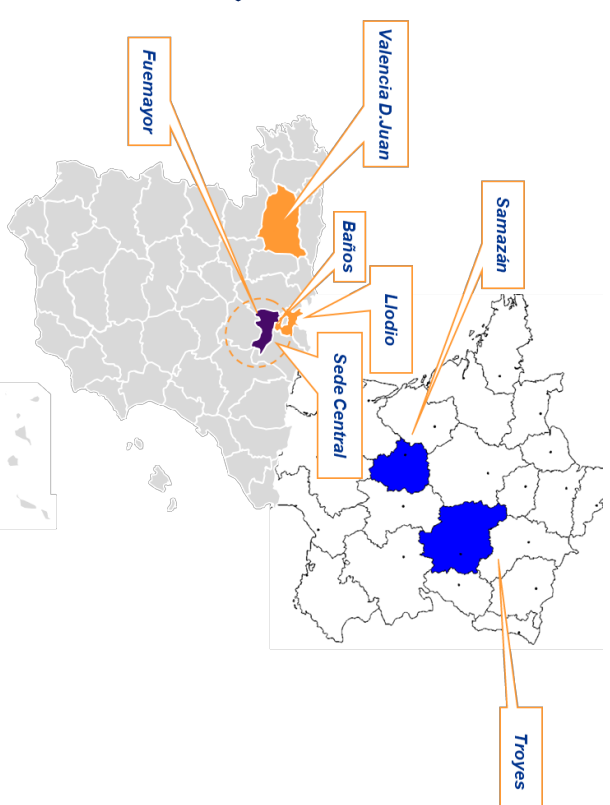 Fuemayor
Valencia D.Juan
Baños
Llodio
Sede Central
Samazán
Troyes